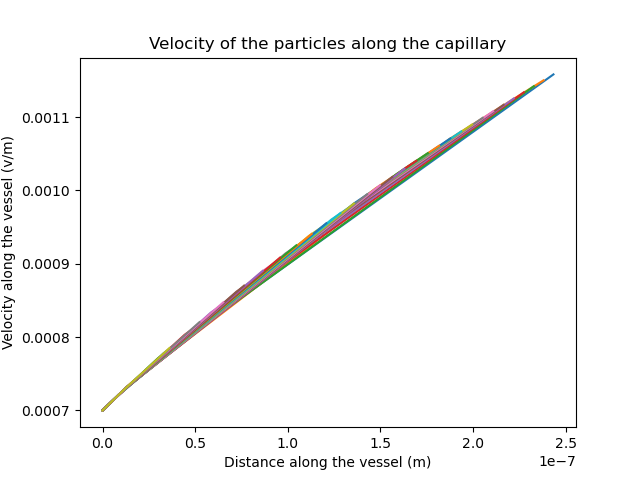 Velocity of the particles along the capillary
Velocity along the vessel (v/m)
0.0011
0.0010
0.0009
0.0008
0.0007
0.0 0.5 1.0 1.5 2.0 2.5
1e−7
Distance along the vessel (m)